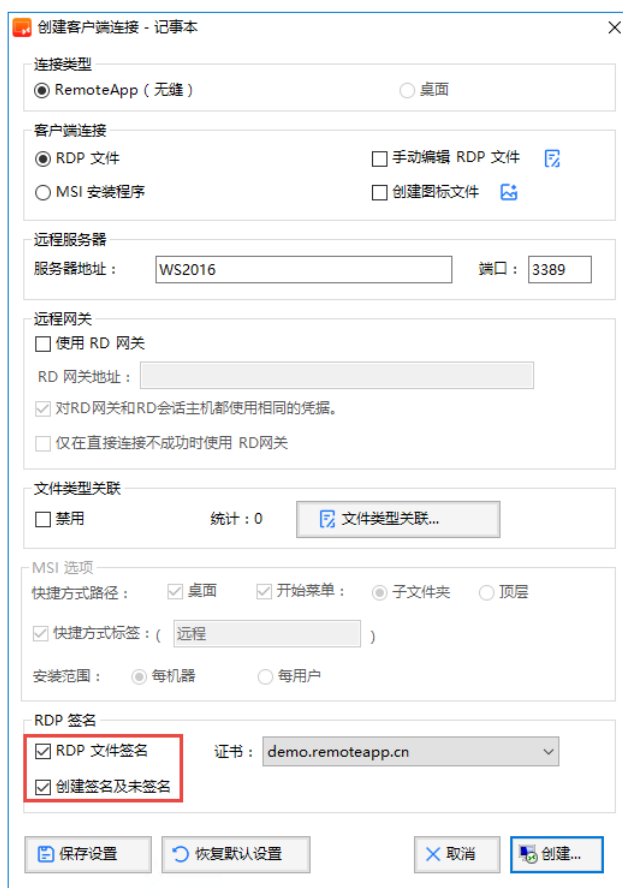 创建客户端连接 - 记事本
连接类型
RemoteApp（无缝） 桌面
客户端连接
RDP 文件 手动编辑 RDP 文件
MSI 安装程序 创建图标文件
远程服务器
服务器地址： WS2016 端口： 3389
远程网关
使用 RD 网关
RD 网关地址：
对RD网关和RD会话主机都使用相同的凭据。
仅在直接连接不成功时使用 RD网关
文件类型关联
禁用 统计：0 文件类型关联...
MSI 选项
快捷方式路径： 桌面 开始菜单： 子文件夹 顶层
快捷方式标签：( 远程 )
安装范围： 每机器 每用户
RDP 签名
RDP 文件签名 证书： demo.remoteapp.cn
创建签名及未签名
保存设置 恢复默认设置 取消 创建...